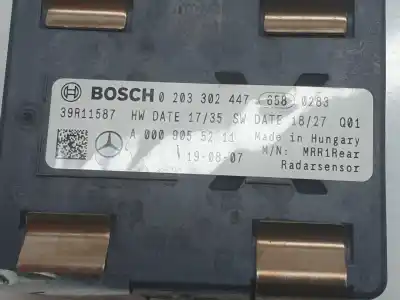 BOSCH 0 203 302 447 - 658 10283
39R11587 HW DATE 17/35 SW DATE 18/27 Q01
A 000 905 52 11 Made in Hungary
19-08-07 M/N: MRR1Rear
Radarsensor